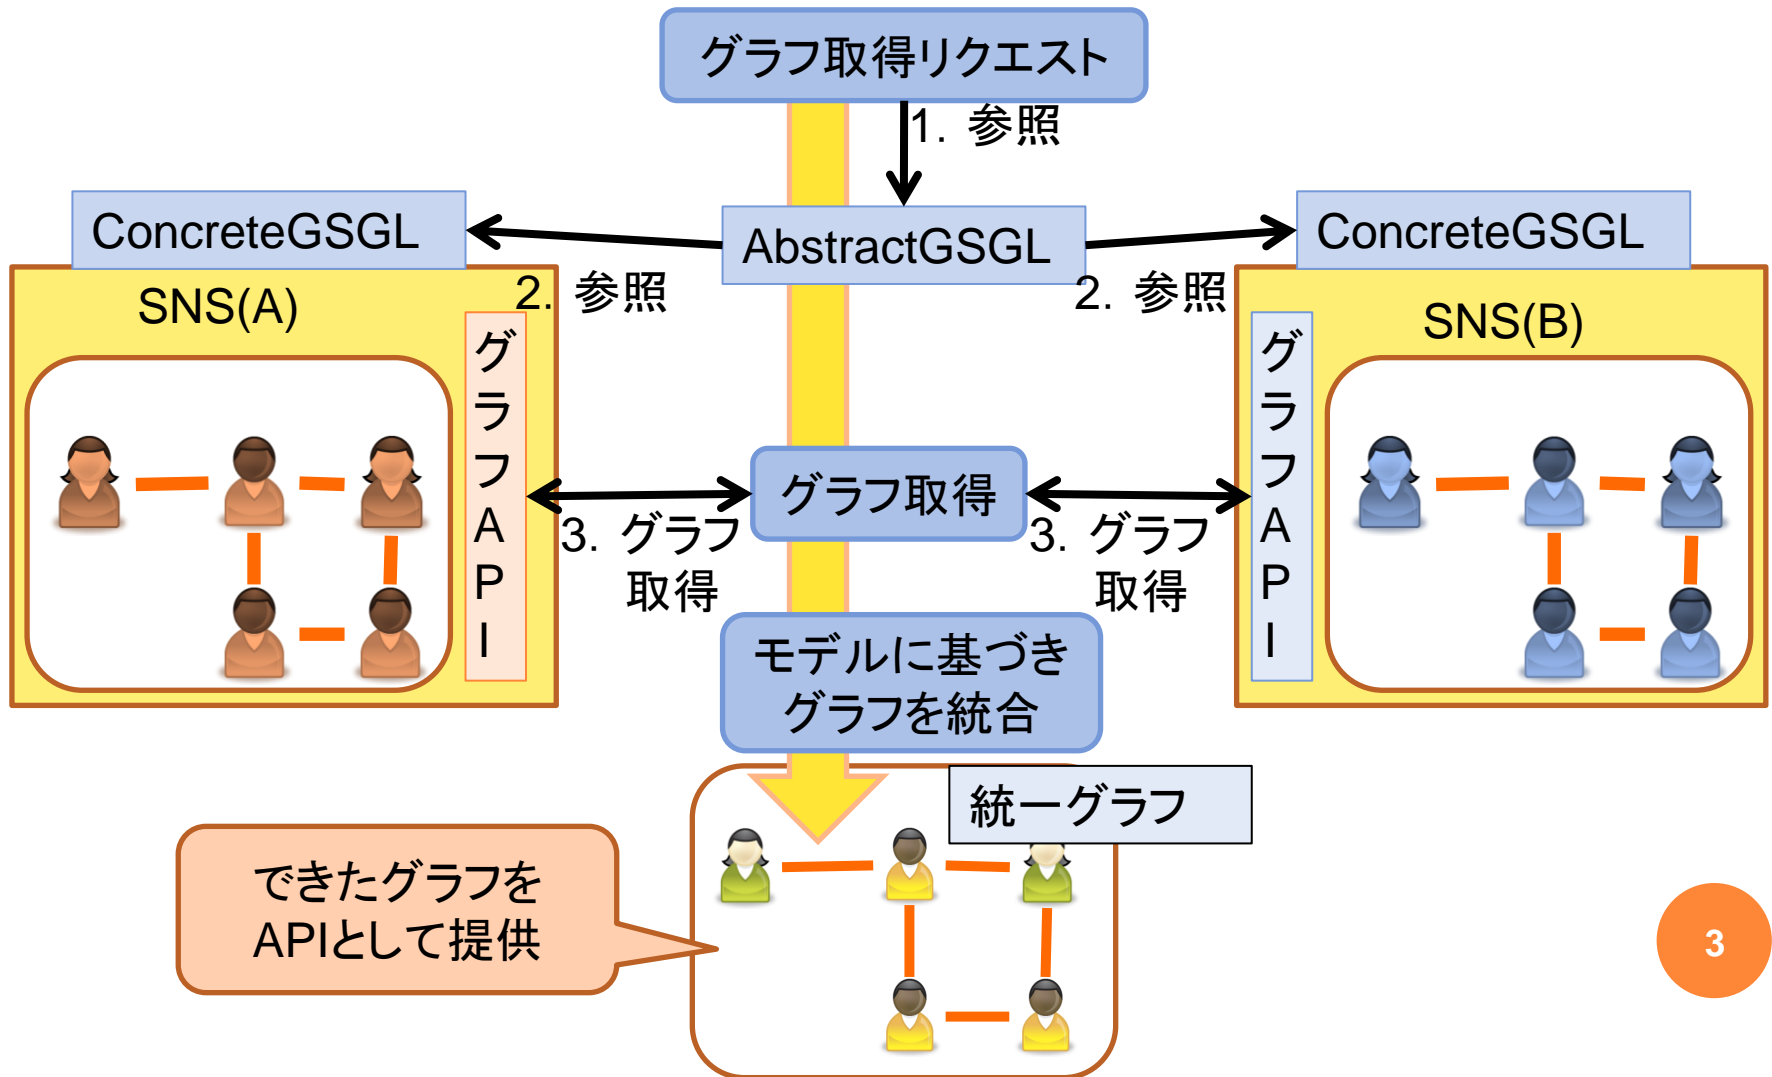 グラフ取得リクエスト
1. 参照
ConcreteGSGL
AbstractGSGL
ConcreteGSGL
2. 参照
2. 参照
SNS(A)
グラフAPI
SNS(B)
グラフAPI
グラフ取得
3. グラフ
取得
3. グラフ
取得
モデルに基づき
グラフを統合
統一グラフ
できたグラフを
APIとして提供
3